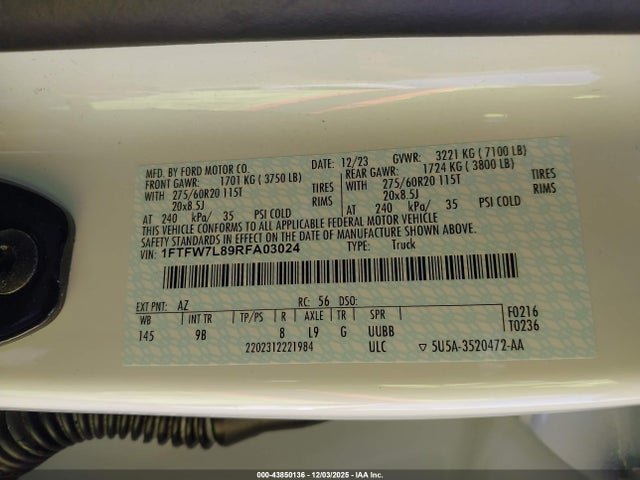 MFD. BY FORD MOTOR CO. DATE: 12/23 GVWR: 3221 KG ( 7100 LB)
FRONT GAWR: 1701 KG ( 3750 LB) REAR GAWR: 1724 KG ( 3800 LB)
WITH 275/60R20 115T TIRES WITH 275/60R20 115T TIRES
20x8.5J RIMS 20x8.5J RIMS
AT 240 kPa/ 35 PSI COLD AT 240 kPa/ 35 PSI COLD
THIS VEHICLE CONFORMS TO ALL APPLICABLE FEDERAL MOTOR VEHICLE
SAFETY STANDARDS IN EFFECT ON THE DATE OF MANUFACTURE SHOWN ABOVE.
VIN: 1FTFW7L89RFA03024 TYPE: Truck
EXT PNT: AZ RC: 56 DSO: F0216
WB INT TR TP/PS R AXLE TR SPR T0236
145 9B 8 L9 G UUBB
2202312221984 ULC ▽ 5U5A-3520472-AA
000-43850136 - 12/03/2025 - IAA Inc.